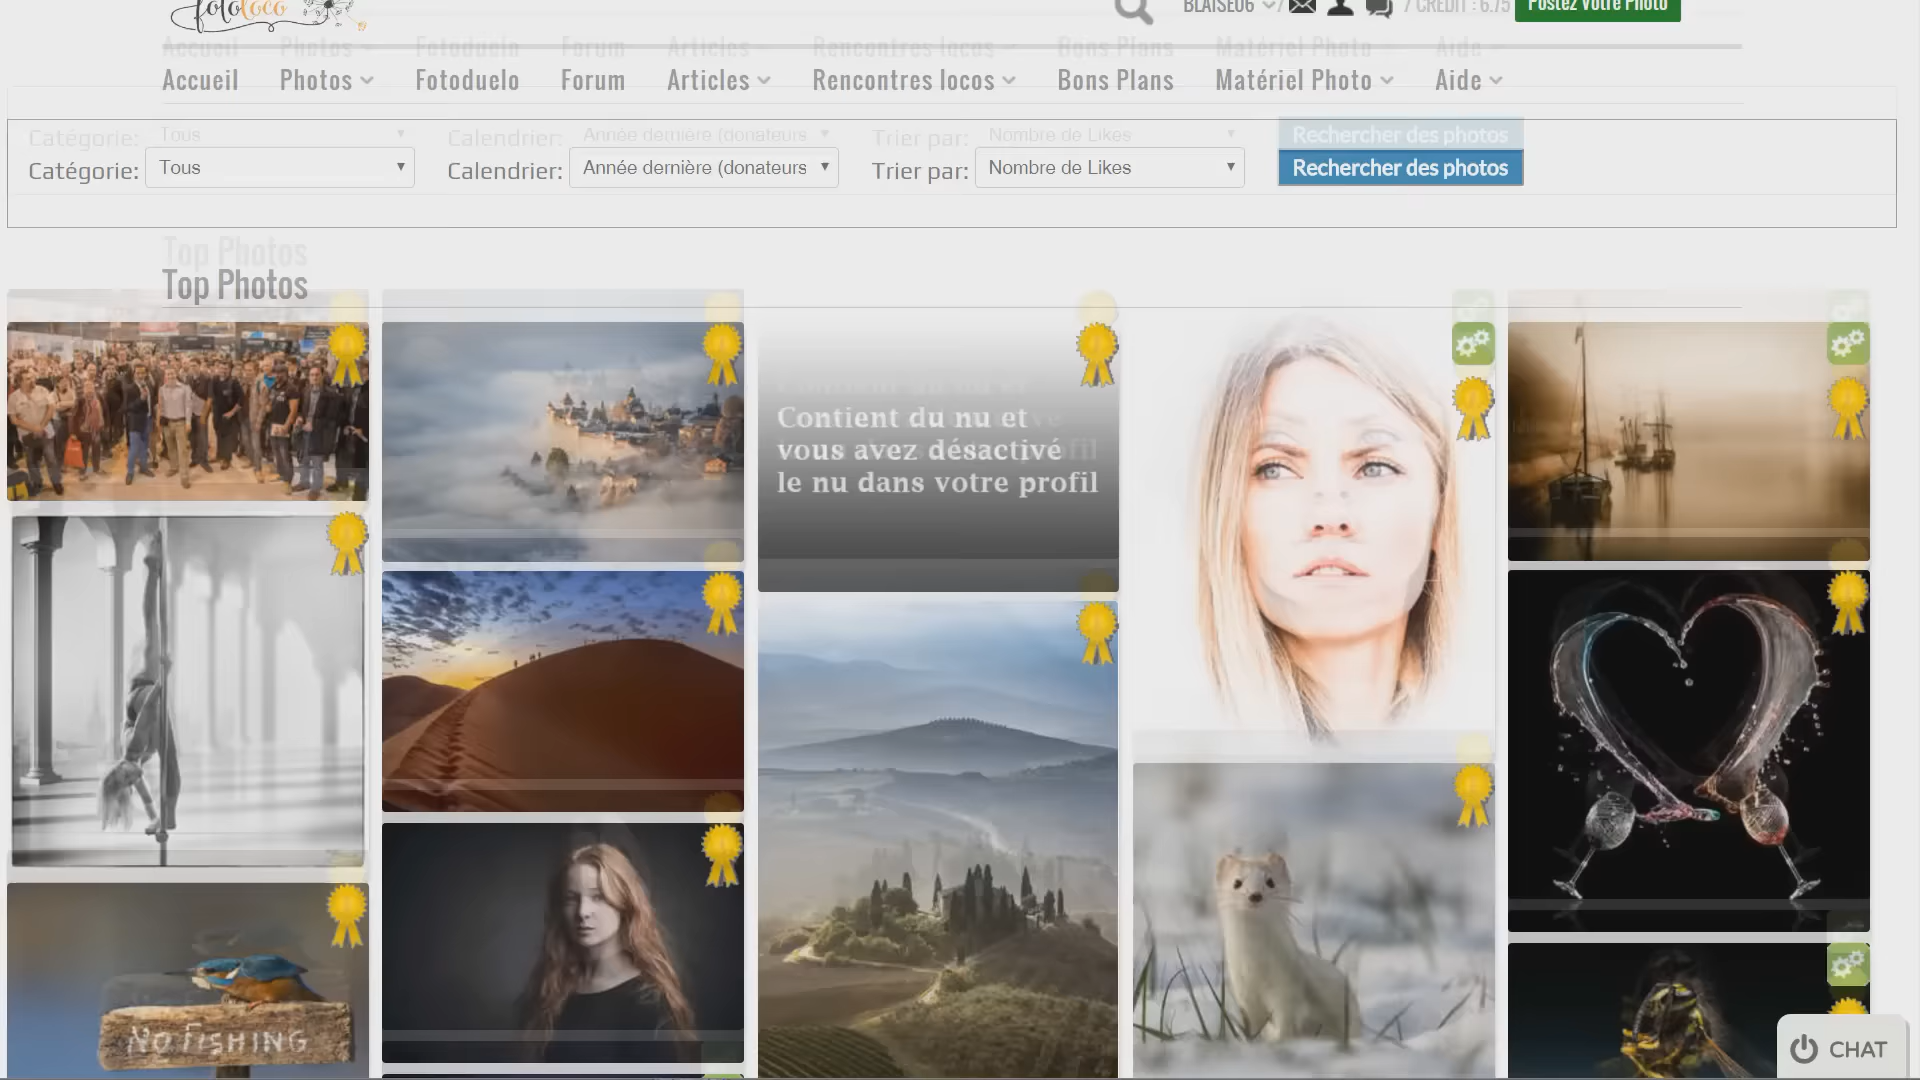 fotoloco
BLAISE06 / / CREDIT : 6.75 Postez Votre Photo
Accueil Photos Fotoduelo Forum Articles Rencontres locos Bons Plans Matériel Photo Aide
Catégorie: Tous Calendrier: Année dernière (donateurs Trier par: Nombre de Likes Rechercher des photos
Top Photos
Contient du nu et
vous avez désactivé
le nu dans votre profil
NO FISHING
CHAT